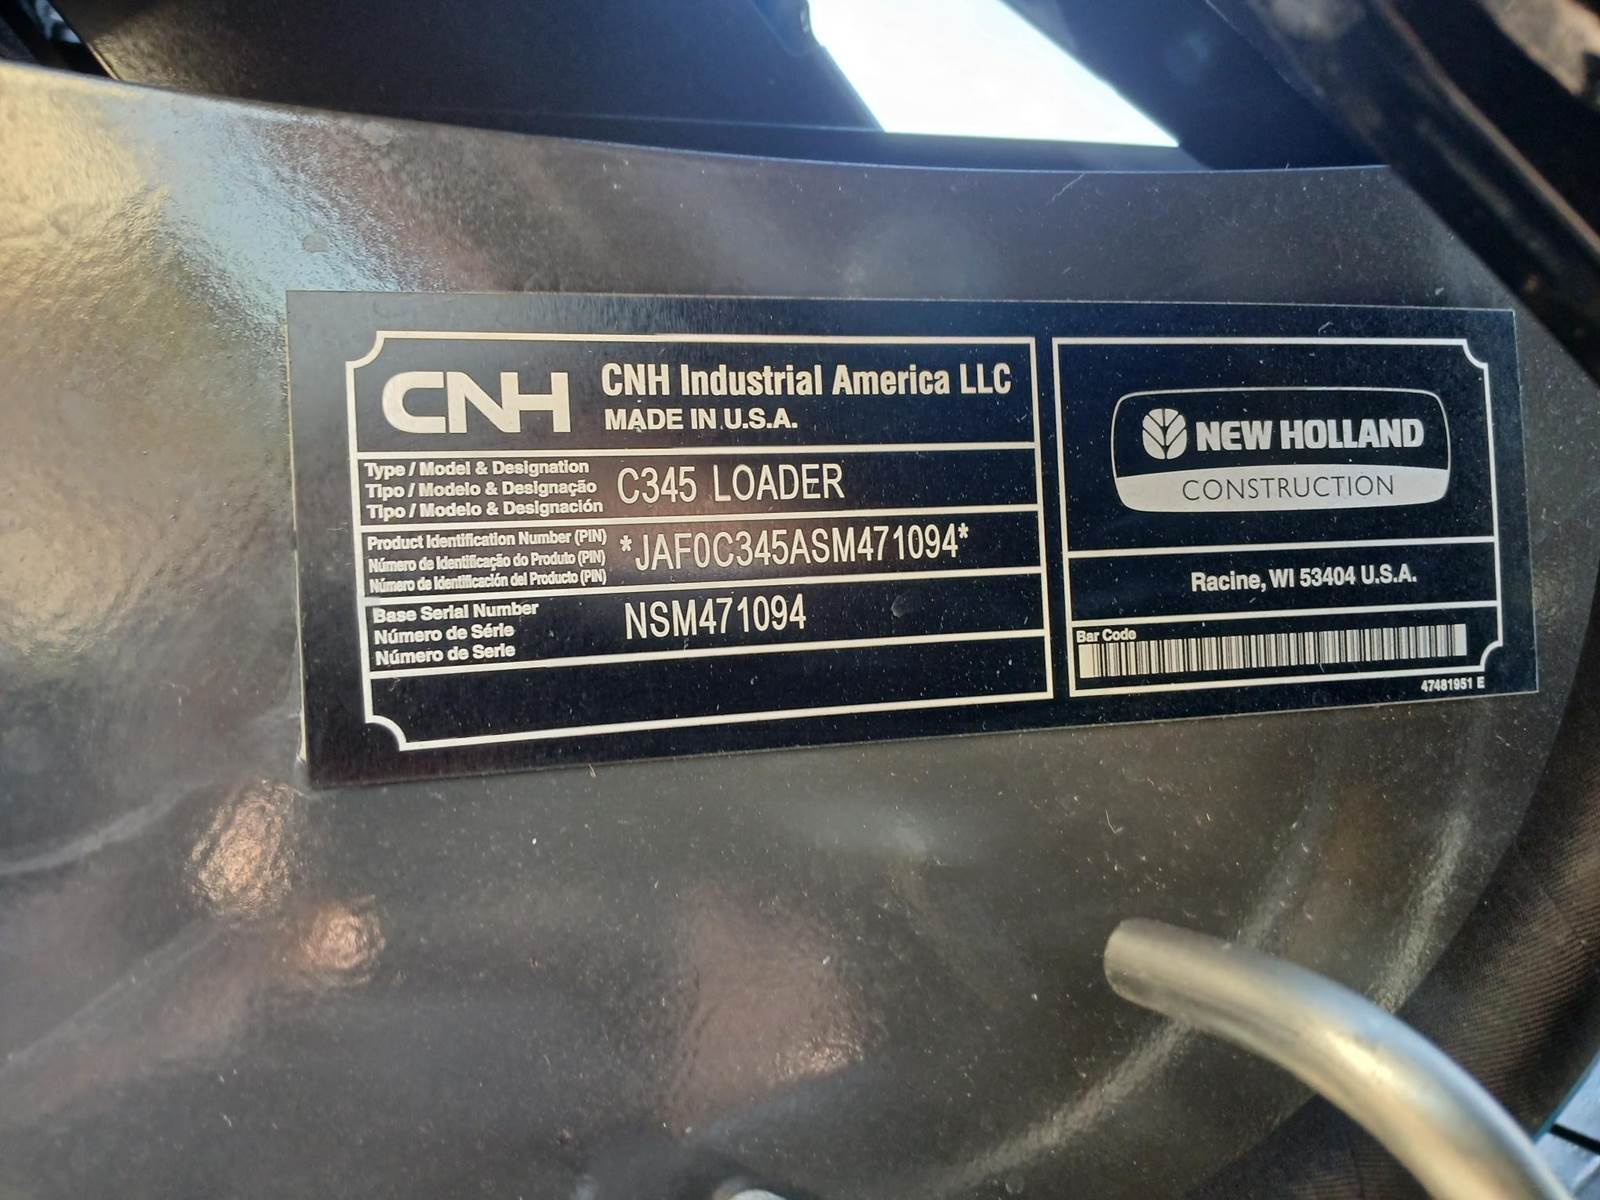 CNH CNH Industrial America LLC
MADE IN U.S.A.
Type / Model & Designation
Tipo / Modelo & Designação
Tipo / Modelo & Designación
C345 LOADER
Product Identification Number (PIN)
Número de Identificação do Produto (PIN)
Número de Identificación del Producto (PIN)
*JAF0C345ASM471094*
Base Serial Number
Número de Série
Número de Serie
NSM471094
NEW HOLLAND
CONSTRUCTION
Racine, WI 53404 U.S.A.
Bar Code
47481951 E